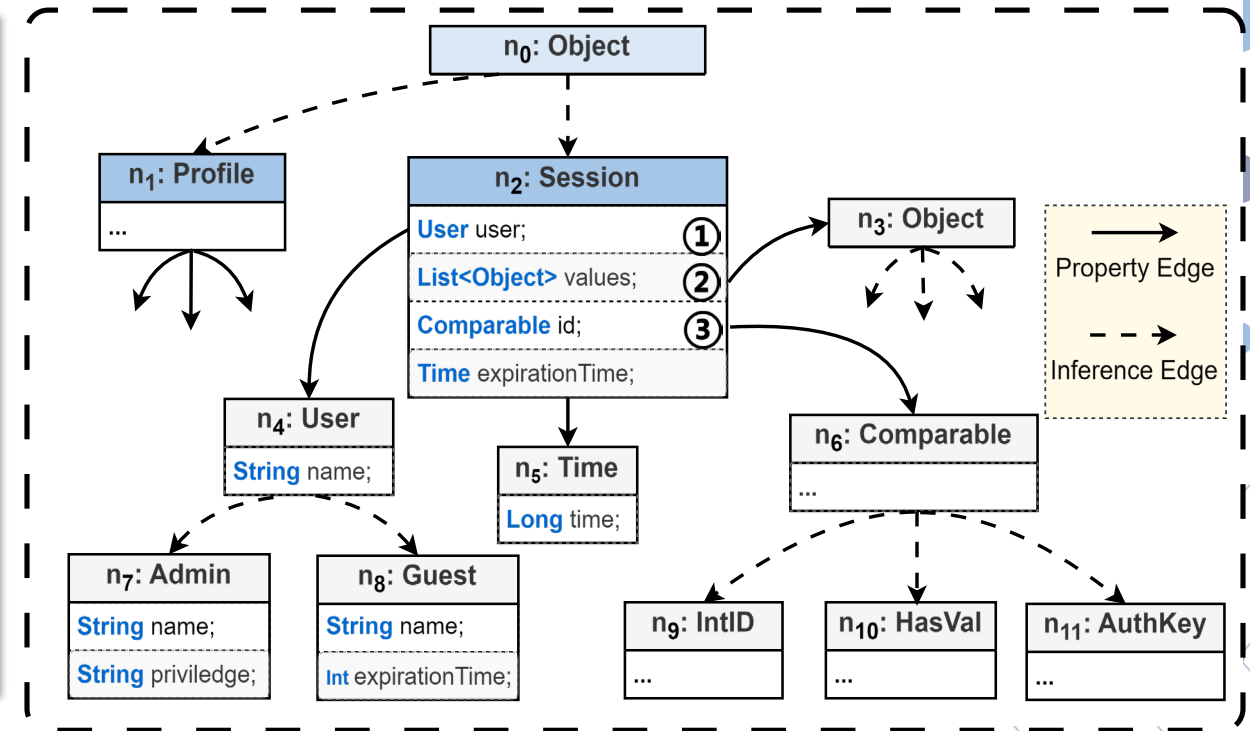 n0: Object
n1: Profile
...
n2: Session
User user;
1
List<Object> values;
2
Comparable id;
3
Time expirationTime;
n3: Object
Property Edge
Inference Edge
n4: User
String name;
n5: Time
Long time;
n6: Comparable
...
n7: Admin
String name;
String priviledge;
n8: Guest
String name;
Int expirationTime;
n9: IntID
...
n10: HasVal
...
n11: AuthKey
...